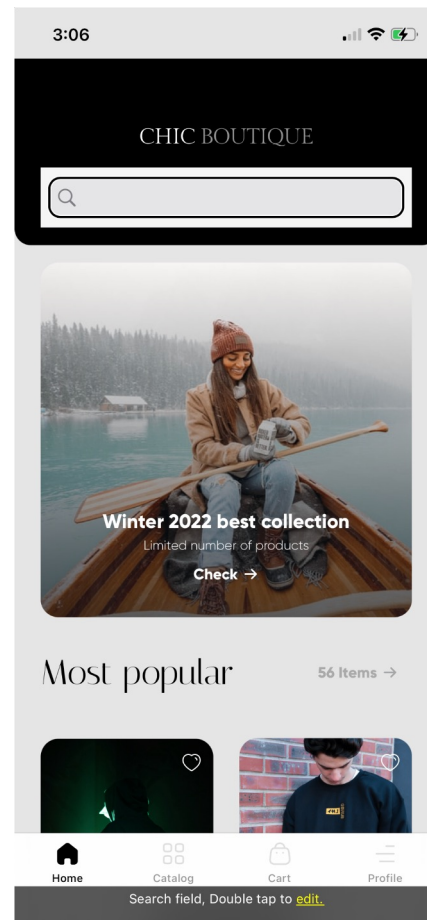 3:06
CHIC BOUTIQUE
Winter 2022 best collection
Limited number of products
Check →
Most popular
56 Items →
Home
Catalog
Cart
Profile
Search field, Double tap to edit.